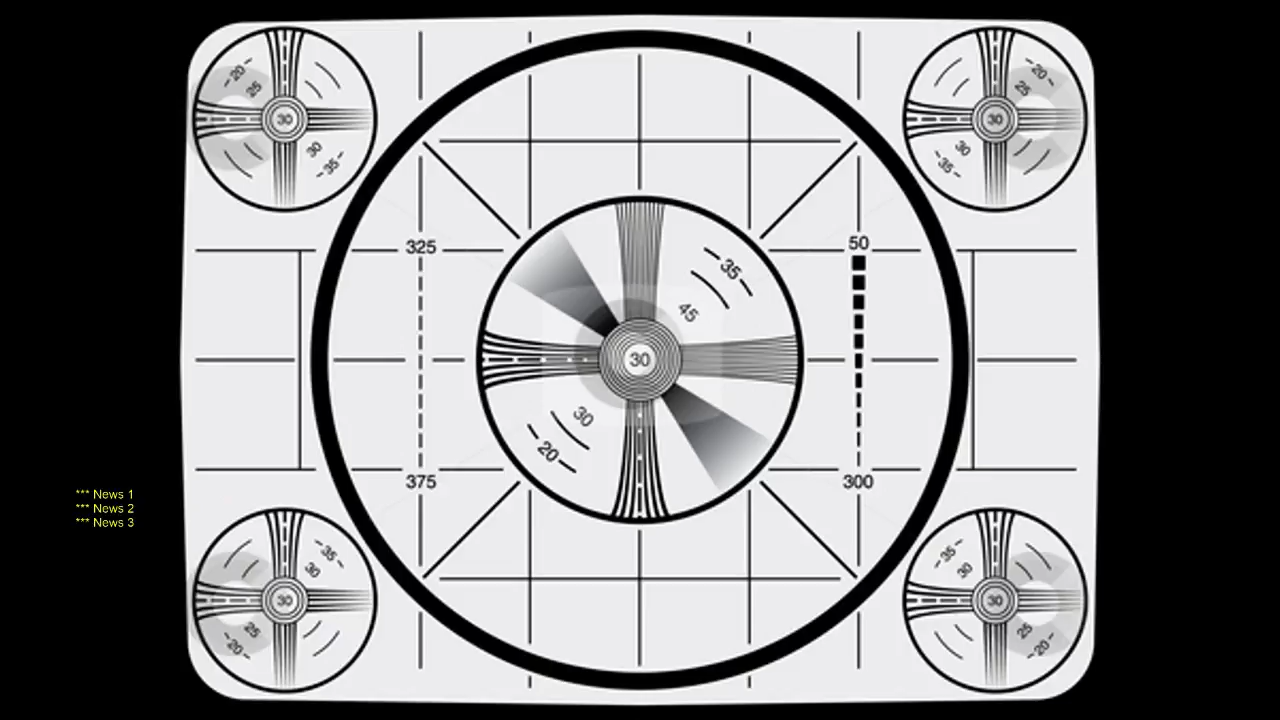 20 25 30 30 35
20 25 30 30 35
325 50
35
45
30
30
20
375 300
*** News 1
*** News 2
*** News 3
35 30 30 25 20
35 30 30 25 20